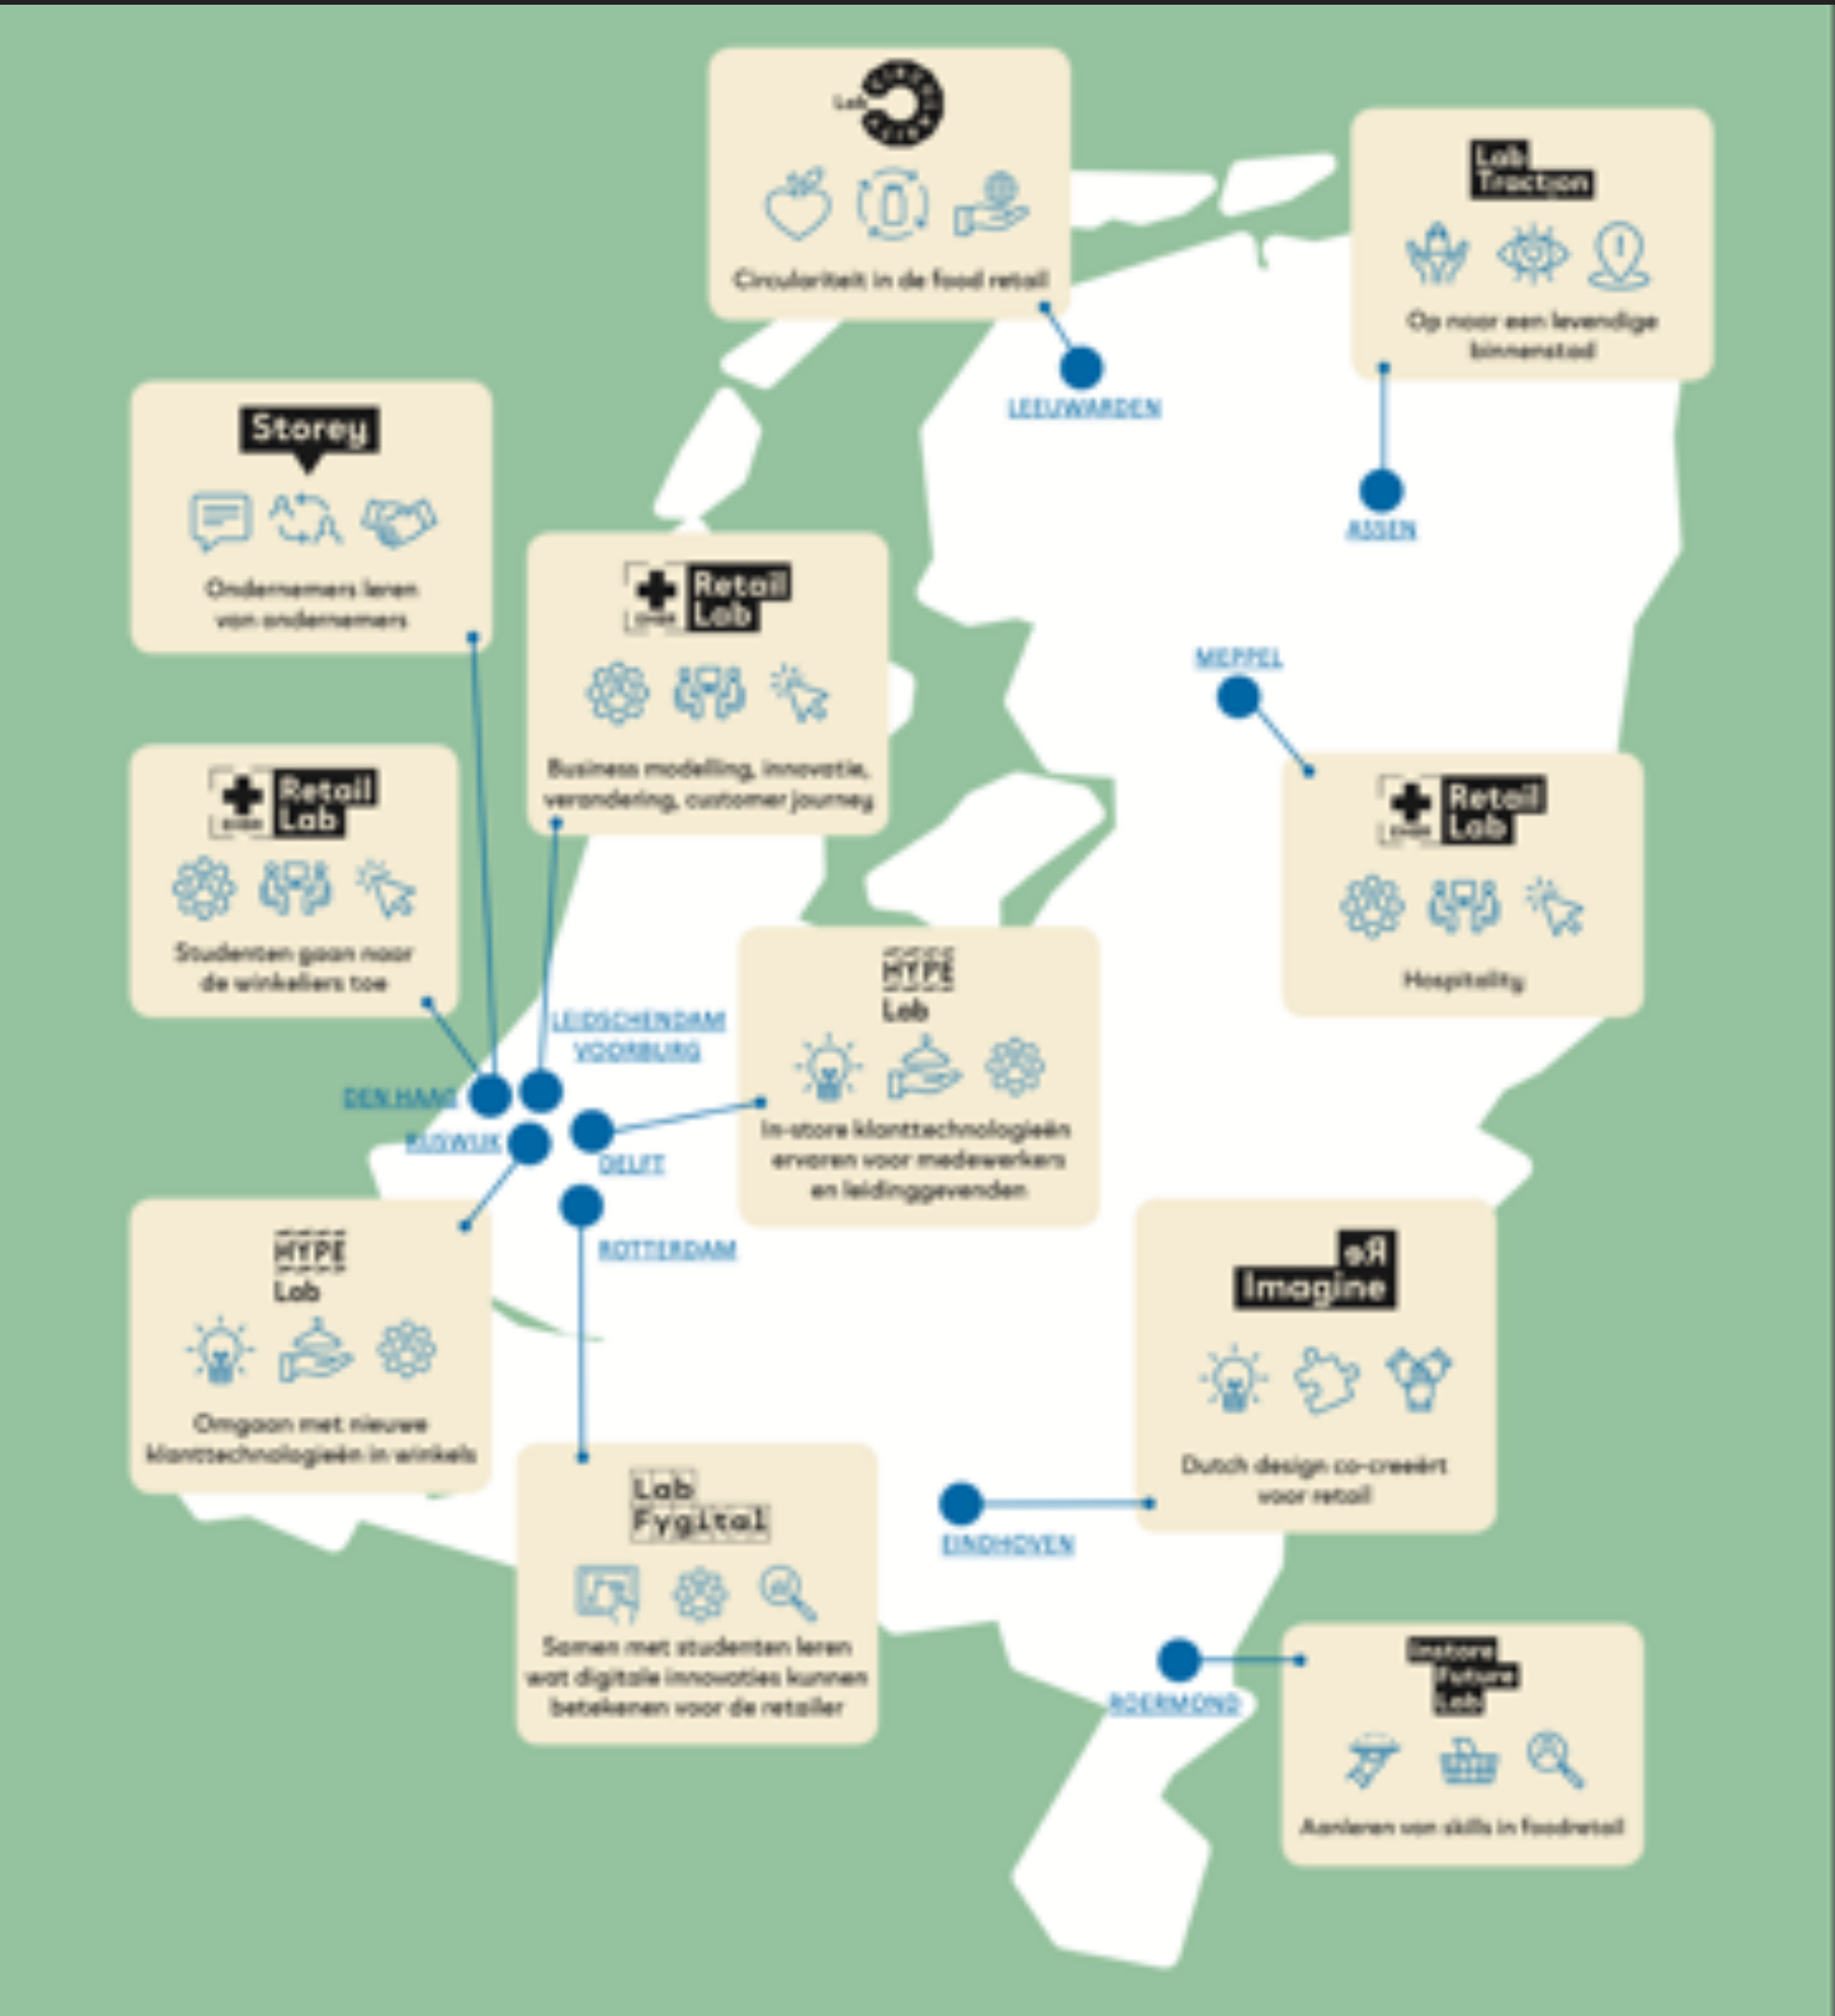 Lab CIRCULARITY
Circulariteit in de food retail
LEEUWARDEN
Lab
Traction
Op naar een levendige
binnenstad
ASSEN
Storey
Ondernemers leren
van ondernemers
Retail
Lab
Business modelling, innovatie,
verandering, customer journey
MEPPEL
Retail
Lab
Hospitality
Retail
Lab
Studenten gaan naar
de winkeliers toe
LEIDSCHENDAM
VOORBURG
DEN HAAG
RIJSWIJK
DELFT
ROTTERDAM
HYPE
Lab
In-store klanttechnologieën
ervaren voor medewerkers
en leidinggevenden
HYPE
Lab
Omgaan met nieuwe
klanttechnologieën in winkels
Re
Imagine
Dutch design co-creëert
voor retail
EINDHOVEN
Lab
Fygital
Samen met studenten leren
wat digitale innovaties kunnen
betekenen voor de retailer
ROERMOND
Instore
Future
Lab
Aanleren van skills in foodretail